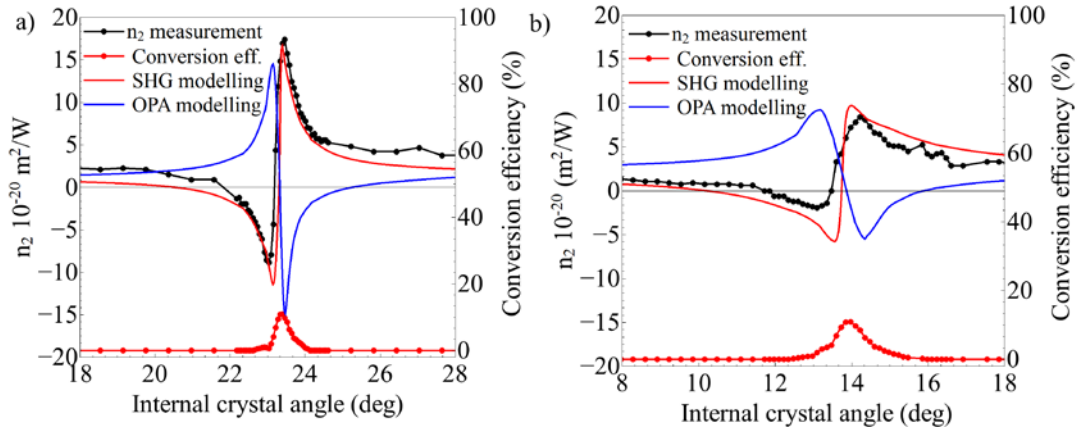 a)
n₂ 10⁻²⁰ m²/W
20
15
10
5
0
−5
−10
−15
−20
n₂ measurement
Conversion eff.
SHG modelling
OPA modelling
100
80
60
40
20
0
Conversion efficiency (%)
18 20 22 24 26 28
Internal crystal angle (deg)
b)
n₂ 10⁻²⁰ (m²/W)
20
15
10
5
0
−5
−10
−15
−20
n₂ measurement
Conversion eff.
SHG modelling
OPA modelling
100
80
60
40
20
0
Conversion efficiency (%)
8 10 12 14 16 18
Internal crystal angle (deg)